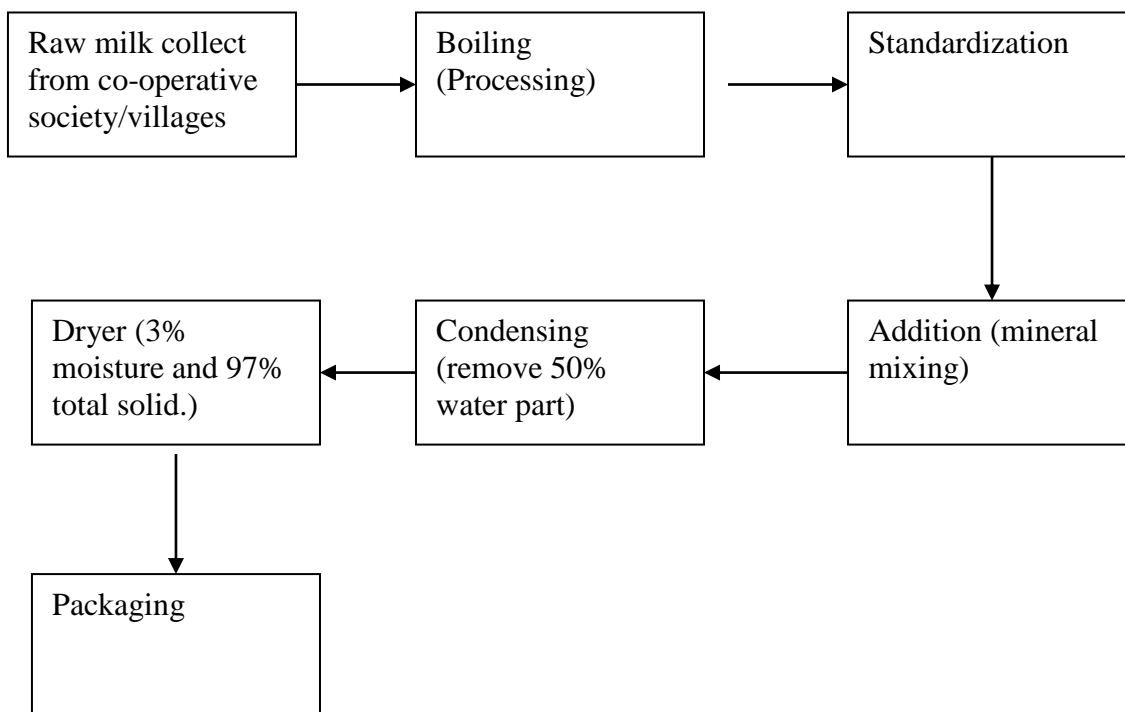 Raw milk collect
from co-operative
society/villages
Boiling
(Processing)
Standardization
Addition (mineral
mixing)
Condensing
(remove 50%
water part)
Dryer (3%
moisture and 97%
total solid.)
Packaging